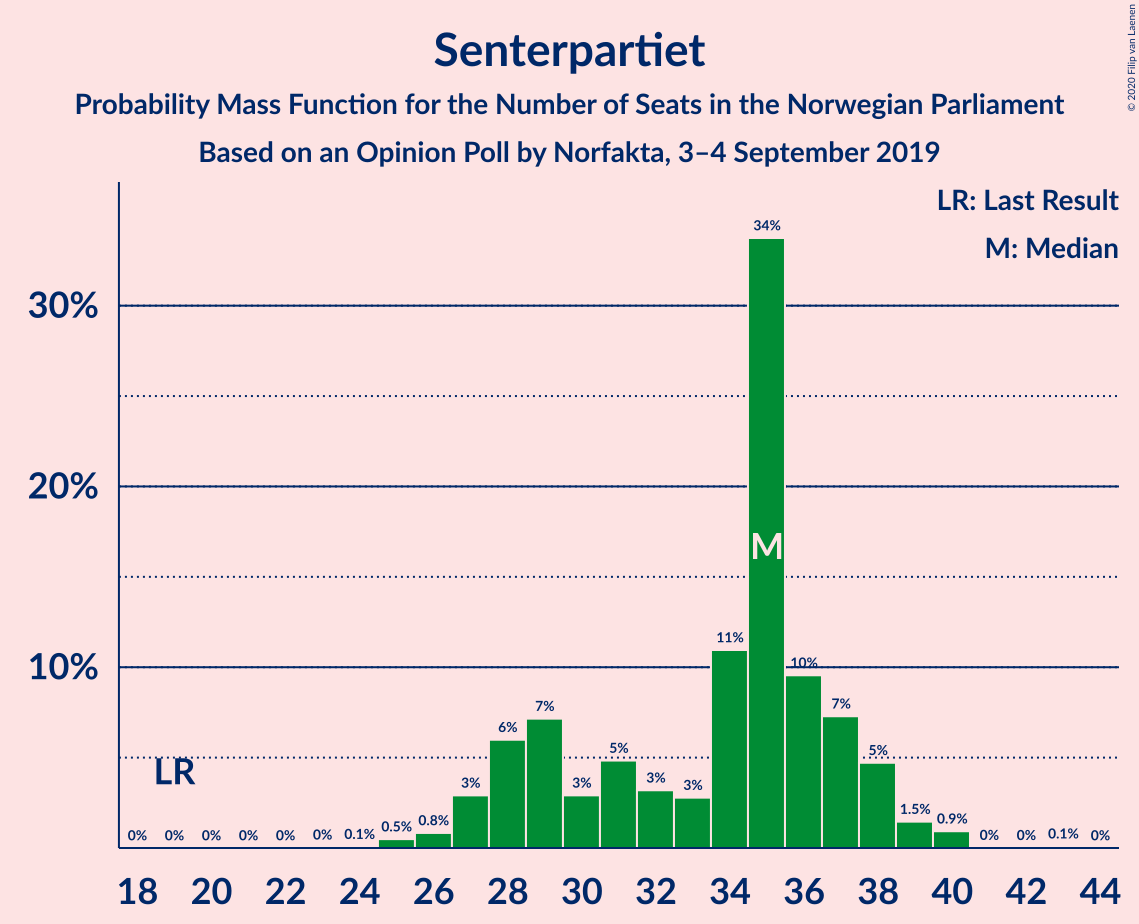 Senterpartiet
Probability Mass Function for the Number of Seats in the Norwegian Parliament
Based on an Opinion Poll by Norfakta, 3–4 September 2019
© 2020 Filip van Laenen
LR: Last Result
M: Median
30%
20%
10%
LR
M
0% 0% 0% 0% 0% 0% 0.1% 0.5% 0.8% 3% 6% 7% 3% 5% 3% 3% 11% 34% 10% 7% 5% 1.5% 0.9% 0% 0% 0.1% 0%
18 20 22 24 26 28 30 32 34 36 38 40 42 44